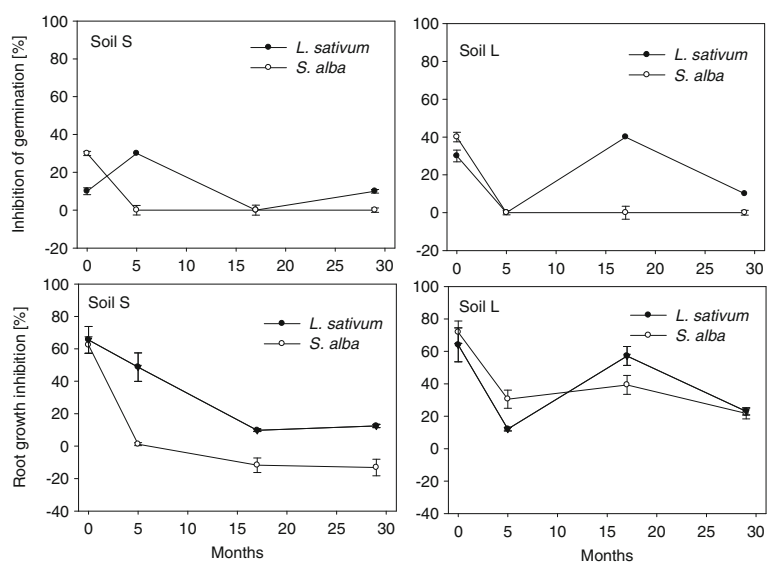 Inhibition of germination [%]
100
80
60
40
20
0
-20
Soil S
L. sativum
S. alba
0 5 10 15 20 25 30
100
80
60
40
20
0
-20
Soil L
L. sativum
S. alba
0 5 10 15 20 25 30
Root growth inhibition [%]
100
80
60
40
20
0
-20
-40
Soil S
L. sativum
S. alba
0 5 10 15 20 25 30
Months
100
80
60
40
20
0
-20
-40
Soil L
L. sativum
S. alba
0 5 10 15 20 25 30
Months